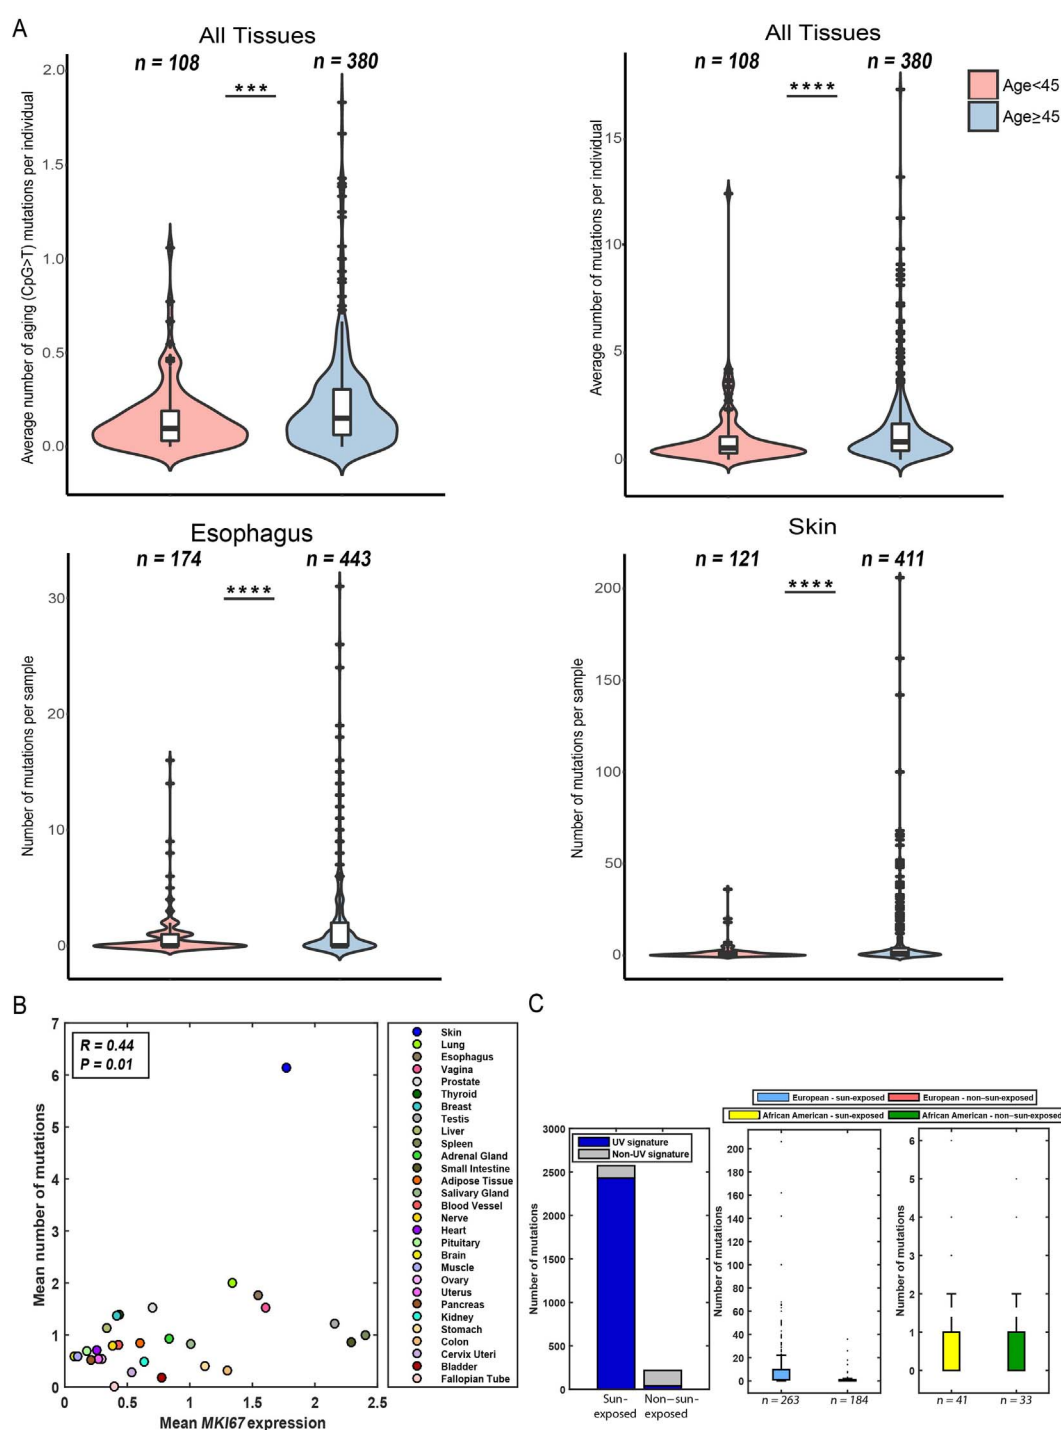 A
All Tissues
n = 108
n = 380
***
2.0
1.5
1.0
0.5
0.0
Average number of aging (CpG>T) mutations per individual
All Tissues
n = 108
n = 380
****
15
10
5
0
Average number of mutations per individual
Age<45
Age≥45
Esophagus
n = 174
n = 443
****
30
20
10
0
Number of mutations per sample
Skin
n = 121
n = 411
****
200
150
100
50
0
Number of mutations per sample
B
R = 0.44
P = 0.01
7
6
5
4
3
2
1
0
Mean number of mutations
0
0.5
1
1.5
2
2.5
Mean MKI67 expression
Skin
Lung
Esophagus
Vagina
Prostate
Thyroid
Breast
Testis
Liver
Spleen
Adrenal Gland
Small Intestine
Adipose Tissue
Salivary Gland
Blood Vessel
Nerve
Heart
Pituitary
Brain
Muscle
Ovary
Uterus
Pancreas
Kidney
Stomach
Colon
Cervix Uteri
Bladder
Fallopian Tube
C
UV signature
Non-UV signature
3000
2500
2000
1500
1000
500
0
Number of mutations
Sun-
exposed
Non-sun-
exposed
European - sun-exposed
European - non-sun-exposed
African American - sun-exposed
African American - non-sun-exposed
200
180
160
140
120
100
80
60
40
20
0
Number of mutations
n = 263
n = 184
6
5
4
3
2
1
0
Number of mutations
n = 41
n = 33